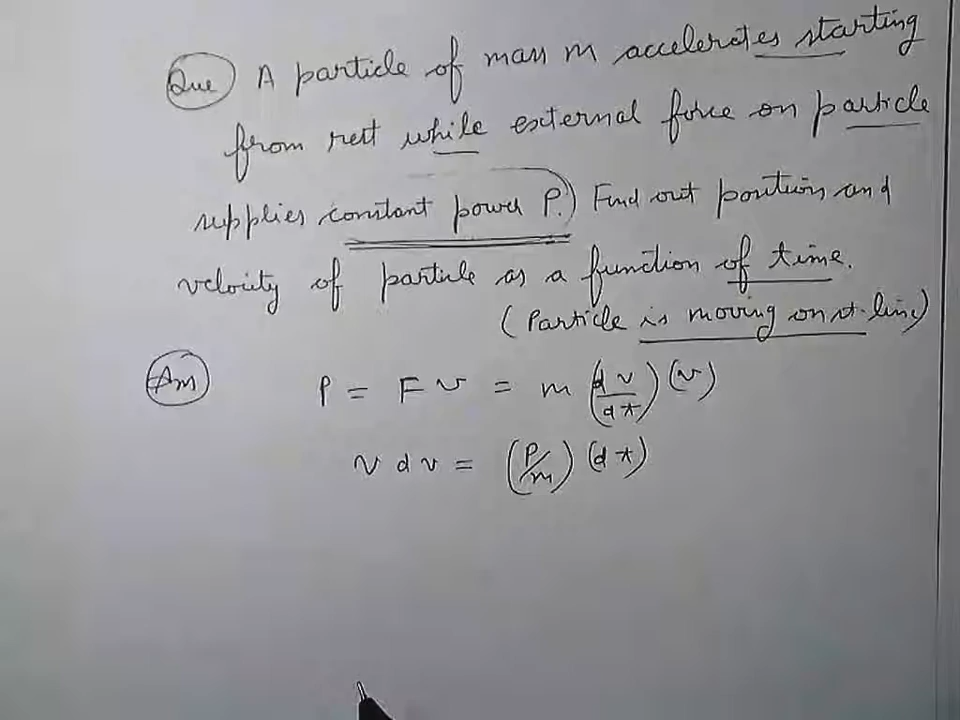 Que A particle of mass m accelerates starting
from rest while external force on particle
supplies constant power P. Find out position and
velocity of particle as a function of time.
(Particle is moving on st. line)
Ans P = F v = m (dv/dt) (v)
v dv = (P/m) (dt)